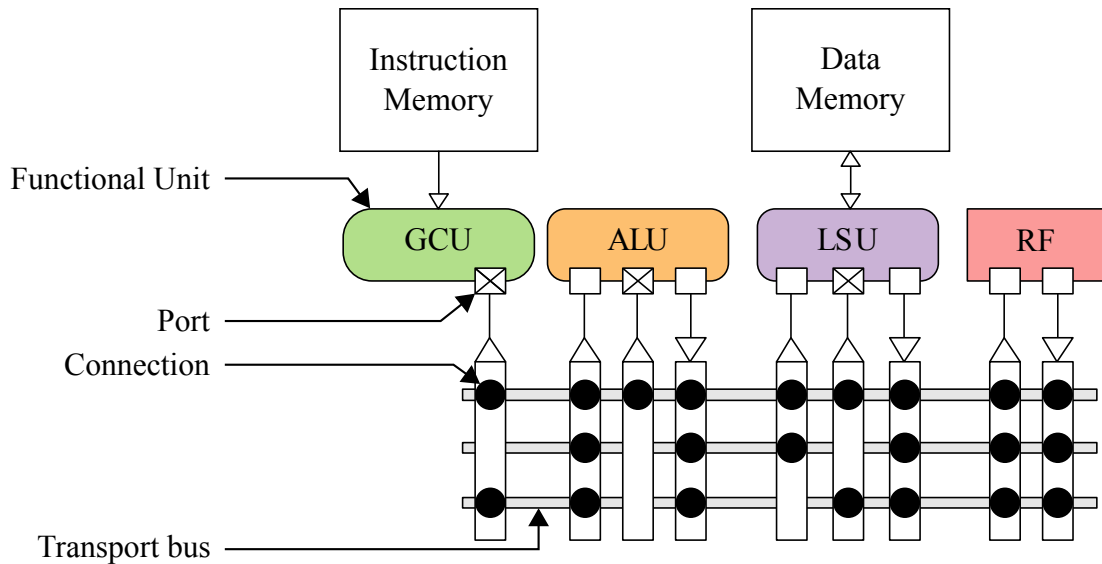 Instruction
Memory
Data
Memory
Functional Unit
GCU
ALU
LSU
RF
Port
Connection
Transport bus